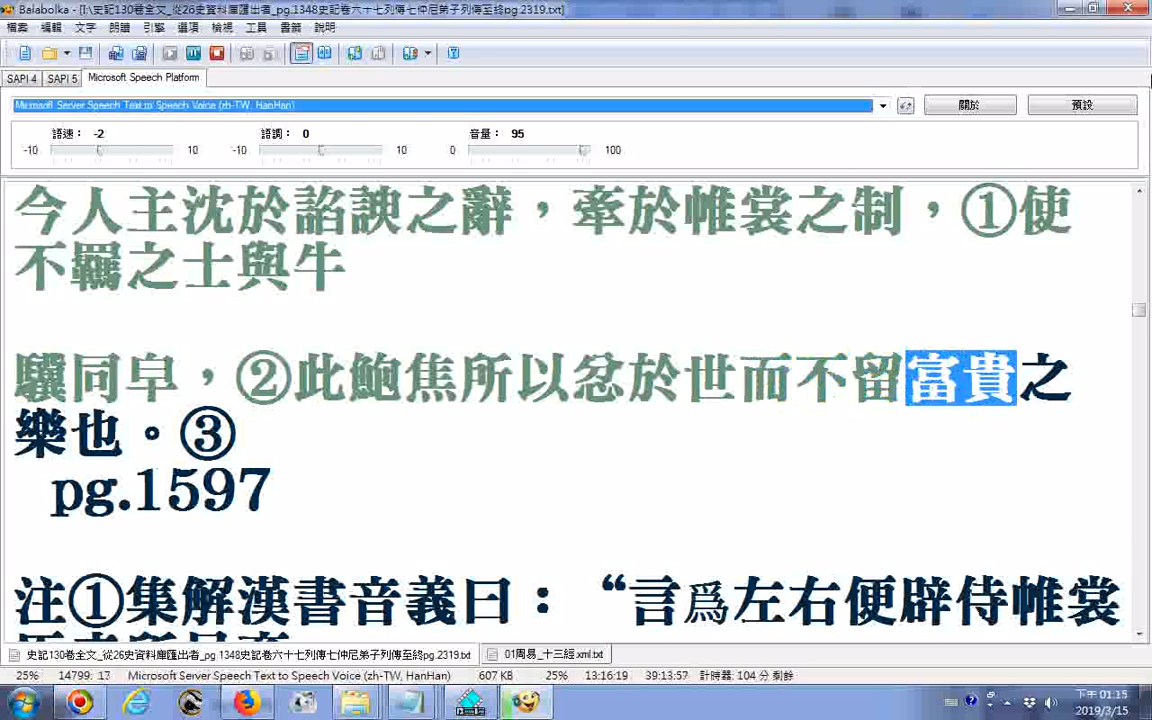 Balabolka - [I:\史記130卷全文_從26史資料庫匯出者_pg.1348史記卷六十七列傳七仲尼弟子列傳至終pg.2319.txt]
檔案 編輯 文字 朗讀 引擎 選項 檢視 工具 書籤 說明
SAPI 4 SAPI 5 Microsoft Speech Platform
Microsoft Server Speech Text to Speech Voice (zh-TW, HanHan) 關於 預設
語速： -2 語調： 0 音量： 95
-10 10 -10 10 0 100
今人主沈於諂諛之辭，牽於帷裳之制，①使
不羈之士與牛
驥同皁，②此鮑焦所以忿於世而不留富貴之
樂也。③
pg.1597
注①集解漢書音義曰：“言爲左右便辟侍帷裳
史記130卷全文_從26史資料庫匯出者_pg.1348史記卷六十七列傳七仲尼弟子列傳至終pg.2319.txt 01周易_十三經.xml.txt
25% 14799: 17 Microsoft Server Speech Text to Speech Voice (zh-TW, HanHan) 607 KB 25% 13:16:19 39:13:57 計時器: 104 分 剩餘
下午 01:15
2019/3/15